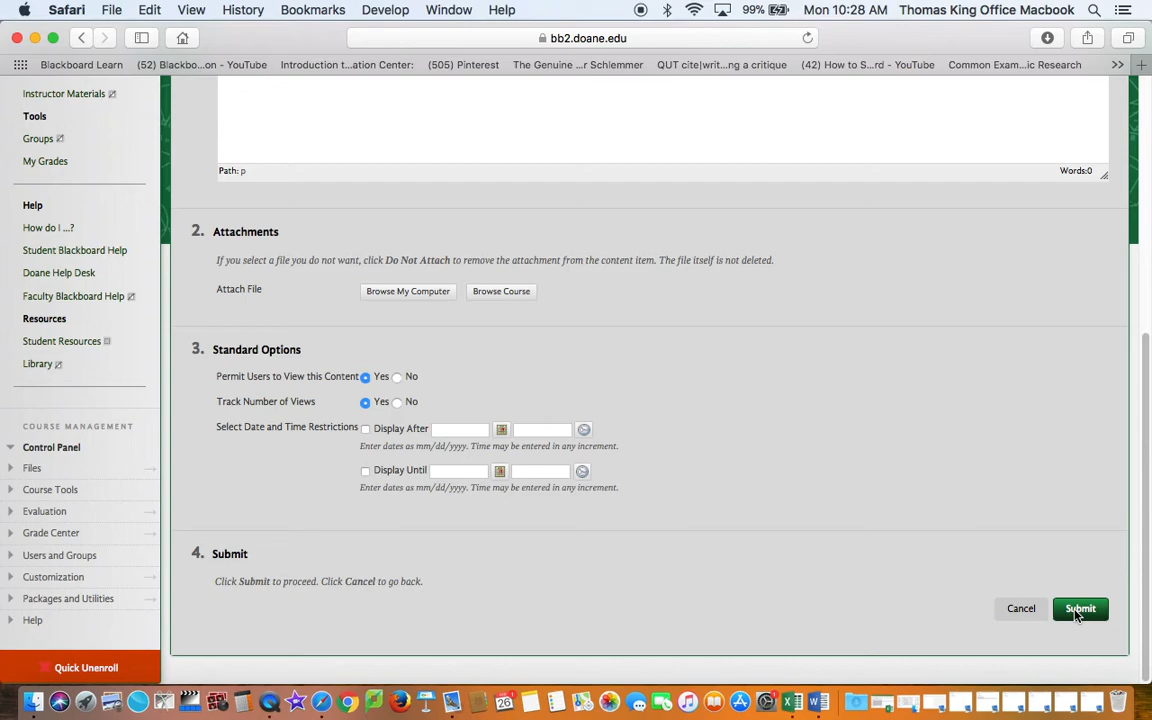 Safari File Edit View History Bookmarks Develop Window Help 99% Mon 10:28 AM Thomas King Office Macbook
bb2.doane.edu
Blackboard Learn (52) Blackbo...on - YouTube Introduction t...ation Center: (505) Pinterest The Genuine ...r Schlemmer QUT cite|writ...ng a critique (42) How to S...rd - YouTube Common Exam...ic Research >>
Instructor Materials
Tools
Groups
My Grades
Help
How do I ...?
Student Blackboard Help
Doane Help Desk
Faculty Blackboard Help
Resources
Student Resources
Library
COURSE MANAGEMENT
Control Panel
Files
Course Tools
Evaluation
Grade Center
Users and Groups
Customization
Packages and Utilities
Help
Quick Unenroll
Path: p Words:0
2. Attachments
If you select a file you do not want, click Do Not Attach to remove the attachment from the content item. The file itself is not deleted.
Attach File Browse My Computer Browse Course
3. Standard Options
Permit Users to View this Content Yes No
Track Number of Views Yes No
Select Date and Time Restrictions Display After
Enter dates as mm/dd/yyyy. Time may be entered in any increment.
Display Until
Enter dates as mm/dd/yyyy. Time may be entered in any increment.
4. Submit
Click Submit to proceed. Click Cancel to go back.
Cancel Submit
26